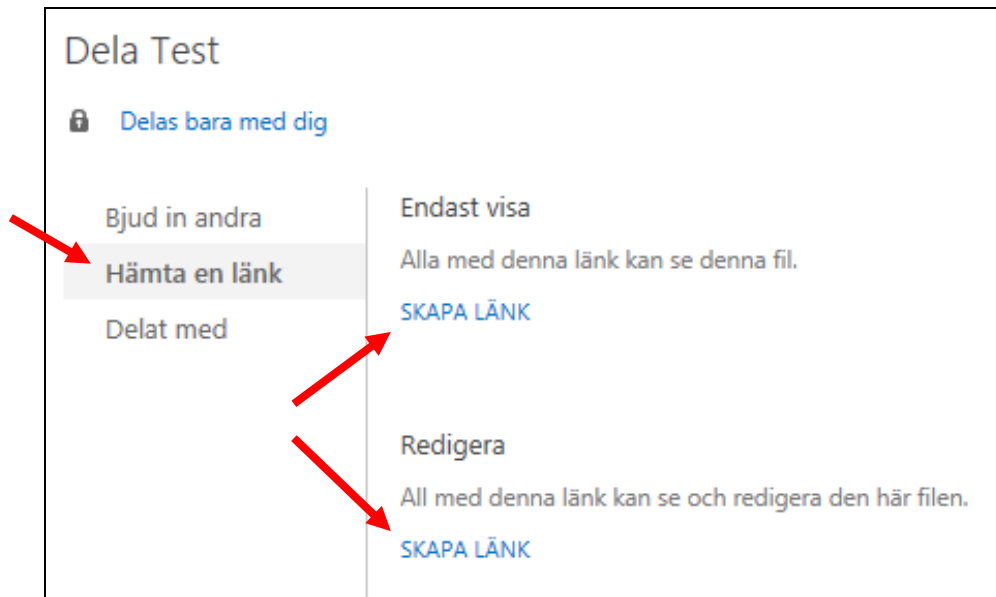 Dela Test
Delas bara med dig
Bjud in andra
Hämta en länk
Delat med
Endast visa
Alla med denna länk kan se denna fil.
SKAPA LÄNK
Redigera
All med denna länk kan se och redigera den här filen.
SKAPA LÄNK